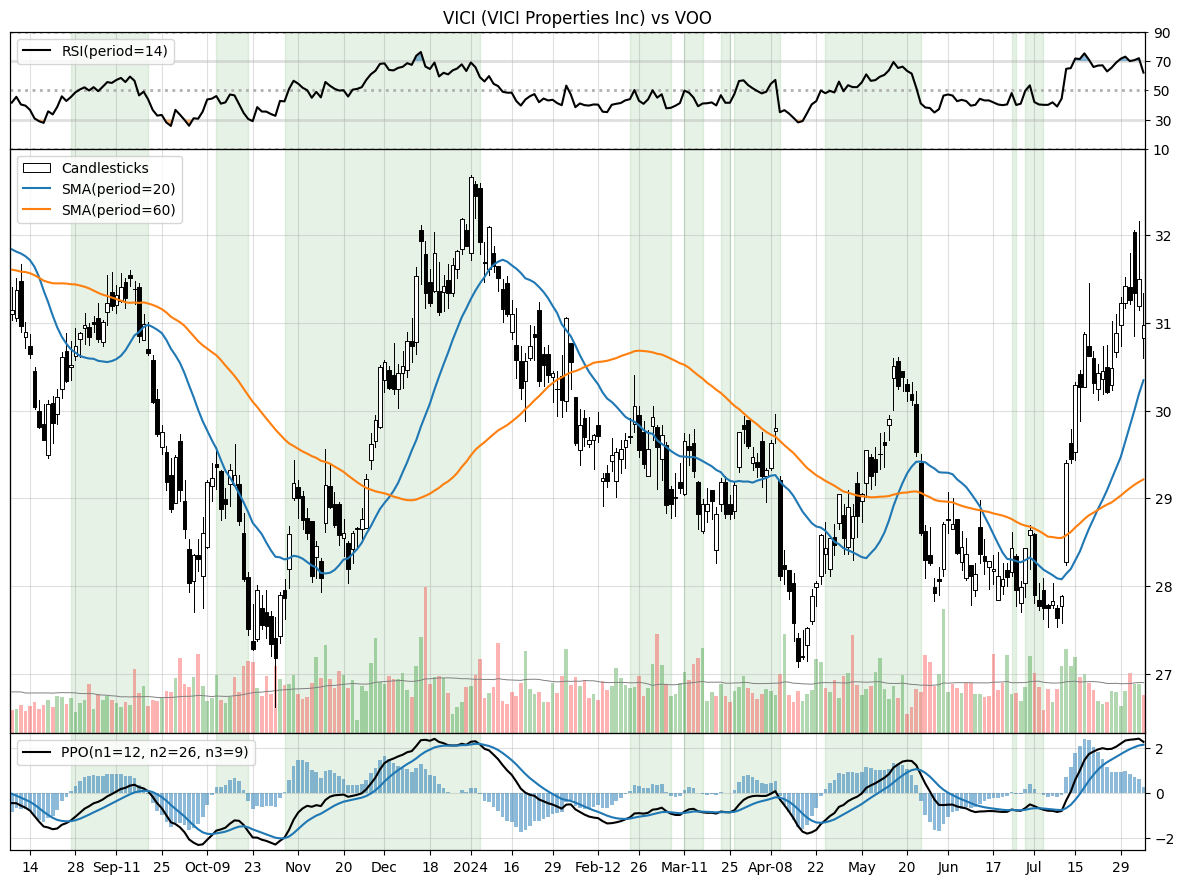 VICI (VICI Properties Inc) vs VOO
RSI(period=14)
90
70
50
30
10
Candlesticks
SMA(period=20)
SMA(period=60)
32
31
30
29
28
27
PPO(n1=12, n2=26, n3=9)
2
0
−2
14 28 Sep-11 25 Oct-09 23 Nov 20 Dec 18 2024 16 29 Feb-12 26 Mar-11 25 Apr-08 22 May 20 Jun 17 Jul 15 29